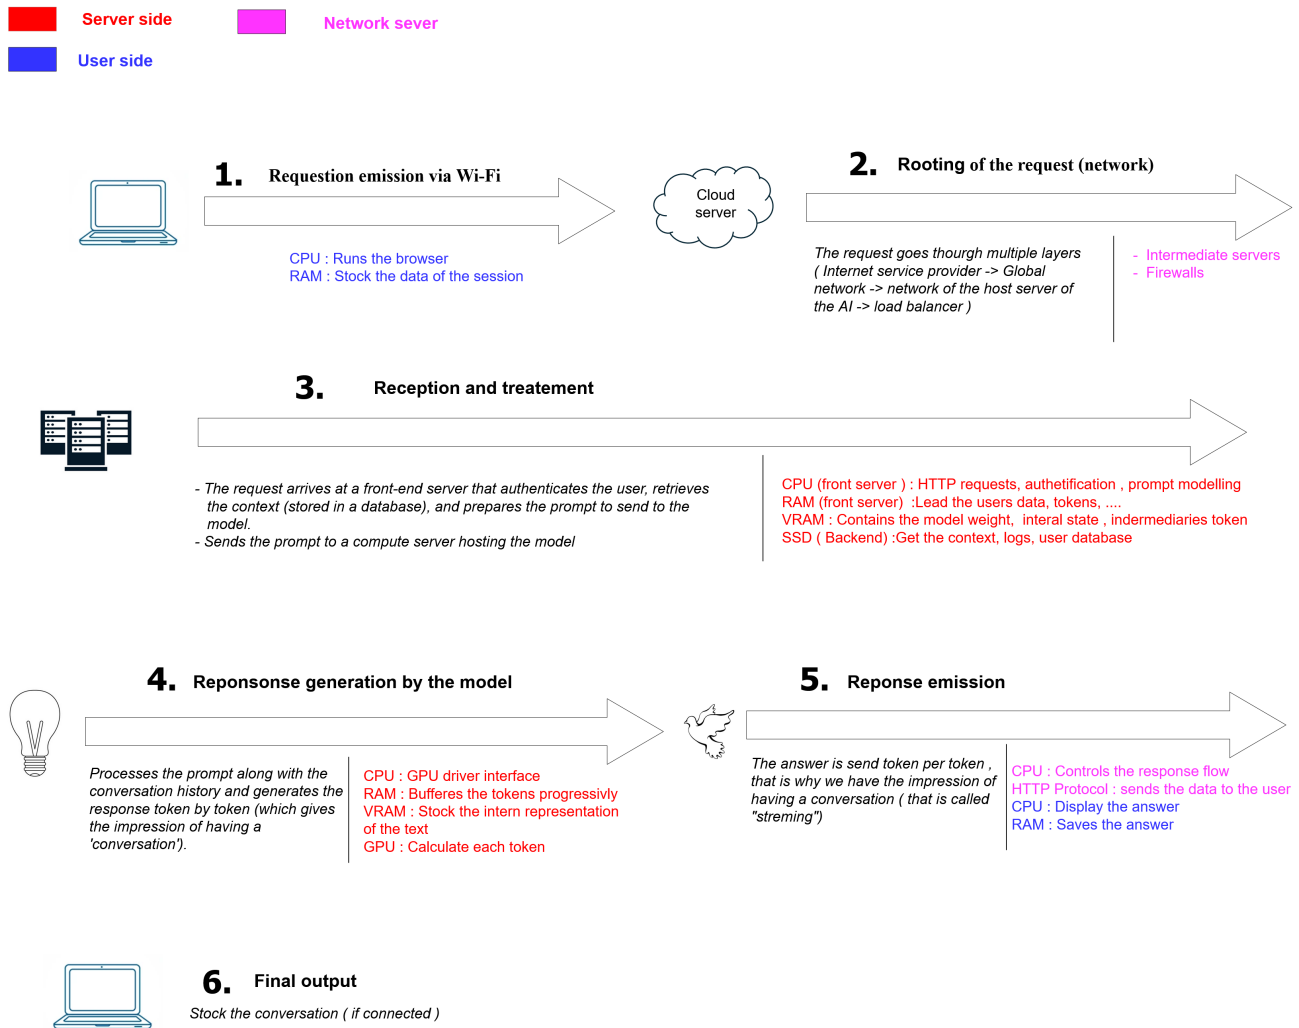 Server side
Network sever
User side
1. Requestion emission via Wi-Fi
CPU : Runs the browser
RAM : Stock the data of the session
Cloud
server
2. Rooting of the request (network)
The request goes thourgh multiple layers
( Internet service provider -> Global
network -> network of the host server of
the AI -> load balancer )
- Intermediate servers
- Firewalls
3. Reception and treatement
- The request arrives at a front-end server that authenticates the user, retrieves
the context (stored in a database), and prepares the prompt to send to the
model.
- Sends the prompt to a compute server hosting the model
CPU (front server ) : HTTP requests, authetification , prompt modelling
RAM (front server) :Lead the users data, tokens, ....
VRAM : Contains the model weight, interal state , indermediaries token
SSD ( Backend) :Get the context, logs, user database
4. Reponsonse generation by the model
Processes the prompt along with the
conversation history and generates the
response token by token (which gives
the impression of having a
'conversation').
CPU : GPU driver interface
RAM : Bufferes the tokens progressivly
VRAM : Stock the intern representation
of the text
GPU : Calculate each token
5. Reponse emission
The answer is send token per token ,
that is why we have the impression of
having a conversation ( that is called
"streming")
CPU : Controls the response flow
HTTP Protocol : sends the data to the user
CPU : Display the answer
RAM : Saves the answer
6. Final output
Stock the conversation ( if connected )